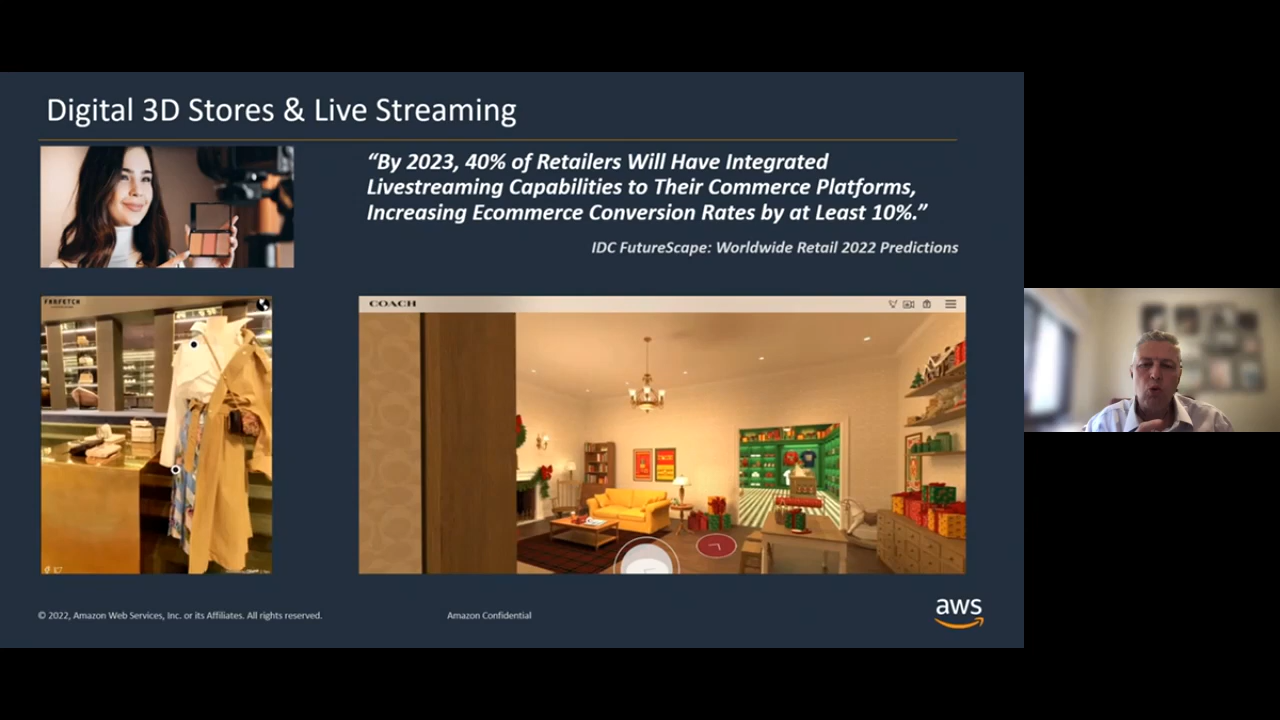 Digital 3D Stores & Live Streaming
“By 2023, 40% of Retailers Will Have Integrated
Livestreaming Capabilities to Their Commerce Platforms,
Increasing Ecommerce Conversion Rates by at Least 10%.”
IDC FutureScape: Worldwide Retail 2022 Predictions
FARFETCH
COACH
© 2022, Amazon Web Services, Inc. or its Affiliates. All rights reserved.
Amazon Confidential
aws